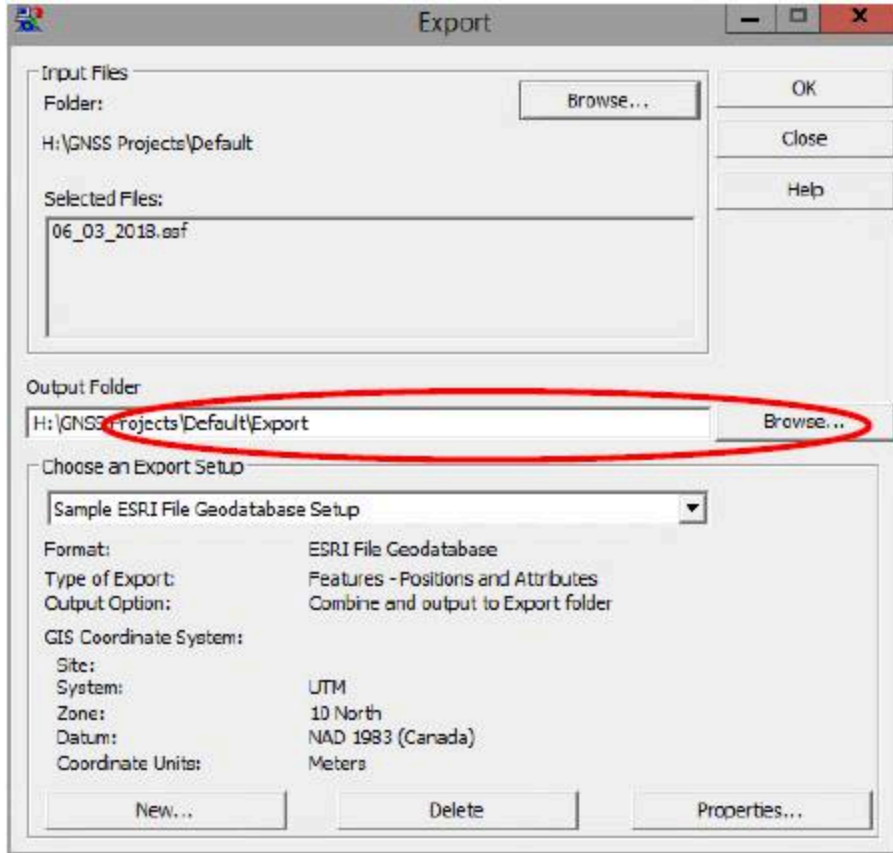 Export
Input Files
Folder:
Browse...
OK
H:\GNSS Projects\Default
Close
Selected Files:
Help
06_03_2018.ssf
Output Folder
H:\GNSS Projects\Default\Export
Browse...
Choose an Export Setup
Sample ESRI File Geodatabase Setup
Format: ESRI File Geodatabase
Type of Export: Features - Positions and Attributes
Output Option: Combine and output to Export folder
GIS Coordinate System:
Site:
System: UTM
Zone: 10 North
Datum: NAD 1983 (Canada)
Coordinate Units: Meters
New... Delete Properties...